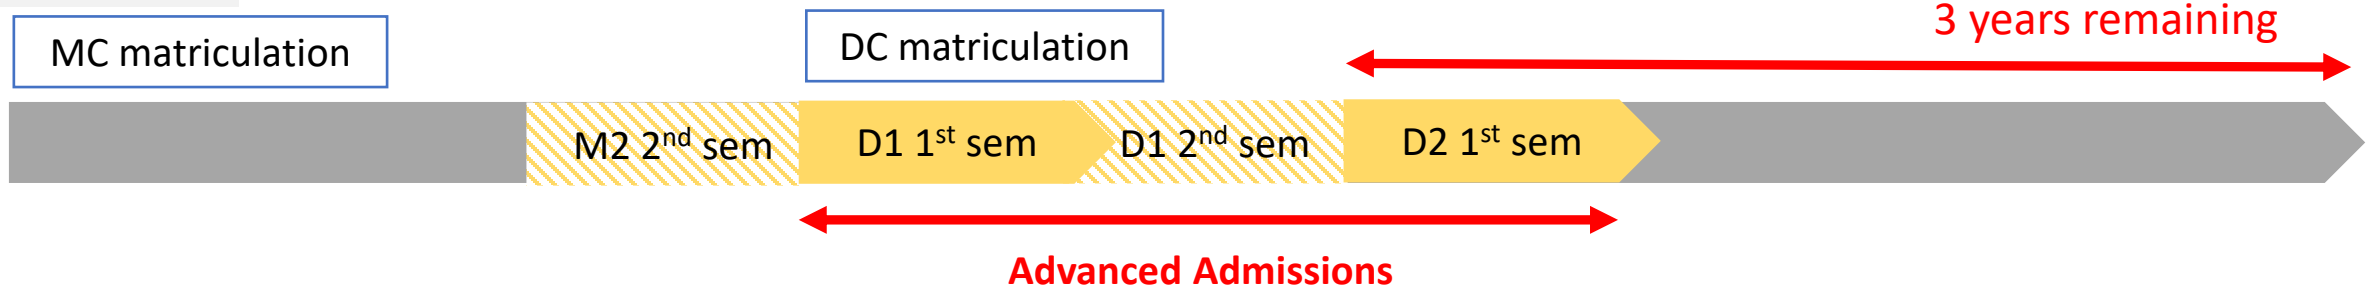 3 years remaining
MC matriculation
DC matriculation
M2 2nd sem
D1 1st sem
D1 2nd sem
D2 1st sem
Advanced Admissions